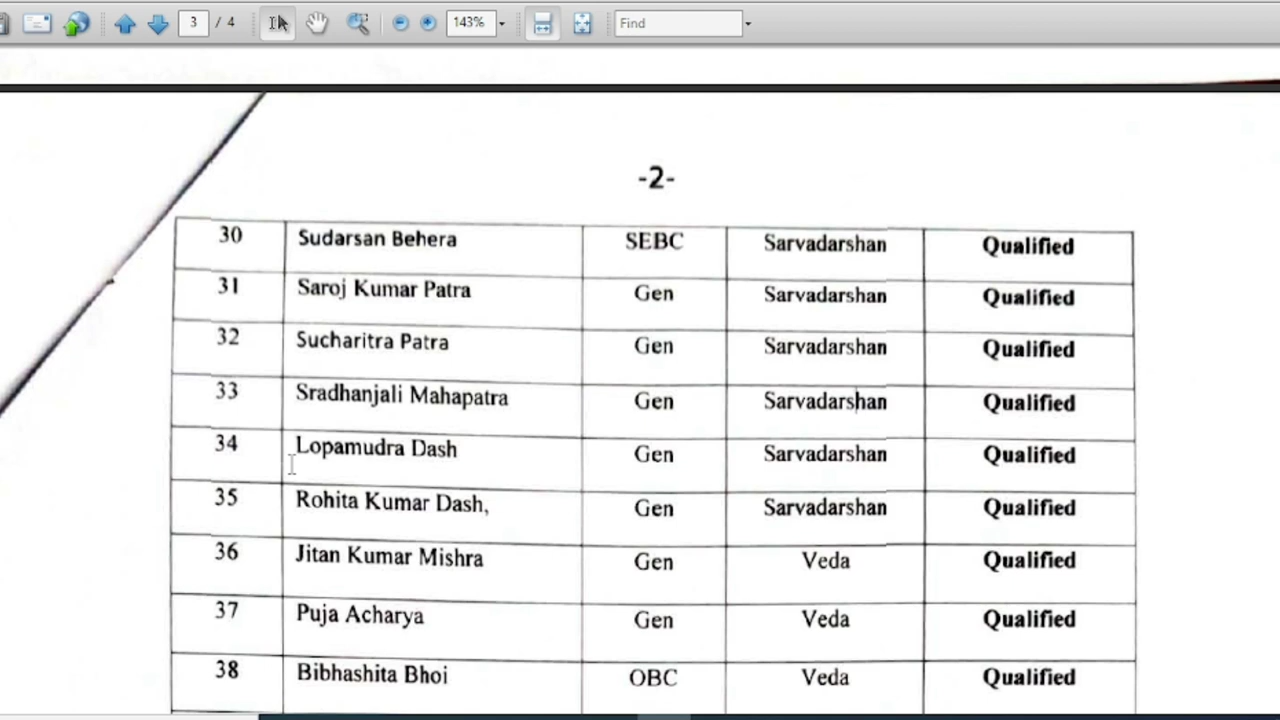 3 / 4 143% Find
-2-
30 Sudarsan Behera SEBC Sarvadarshan Qualified
31 Saroj Kumar Patra Gen Sarvadarshan Qualified
32 Sucharitra Patra Gen Sarvadarshan Qualified
33 Sradhanjali Mahapatra Gen Sarvadarshan Qualified
34 Lopamudra Dash Gen Sarvadarshan Qualified
35 Rohita Kumar Dash, Gen Sarvadarshan Qualified
36 Jitan Kumar Mishra Gen Veda Qualified
37 Puja Acharya Gen Veda Qualified
38 Bibhashita Bhoi OBC Veda Qualified